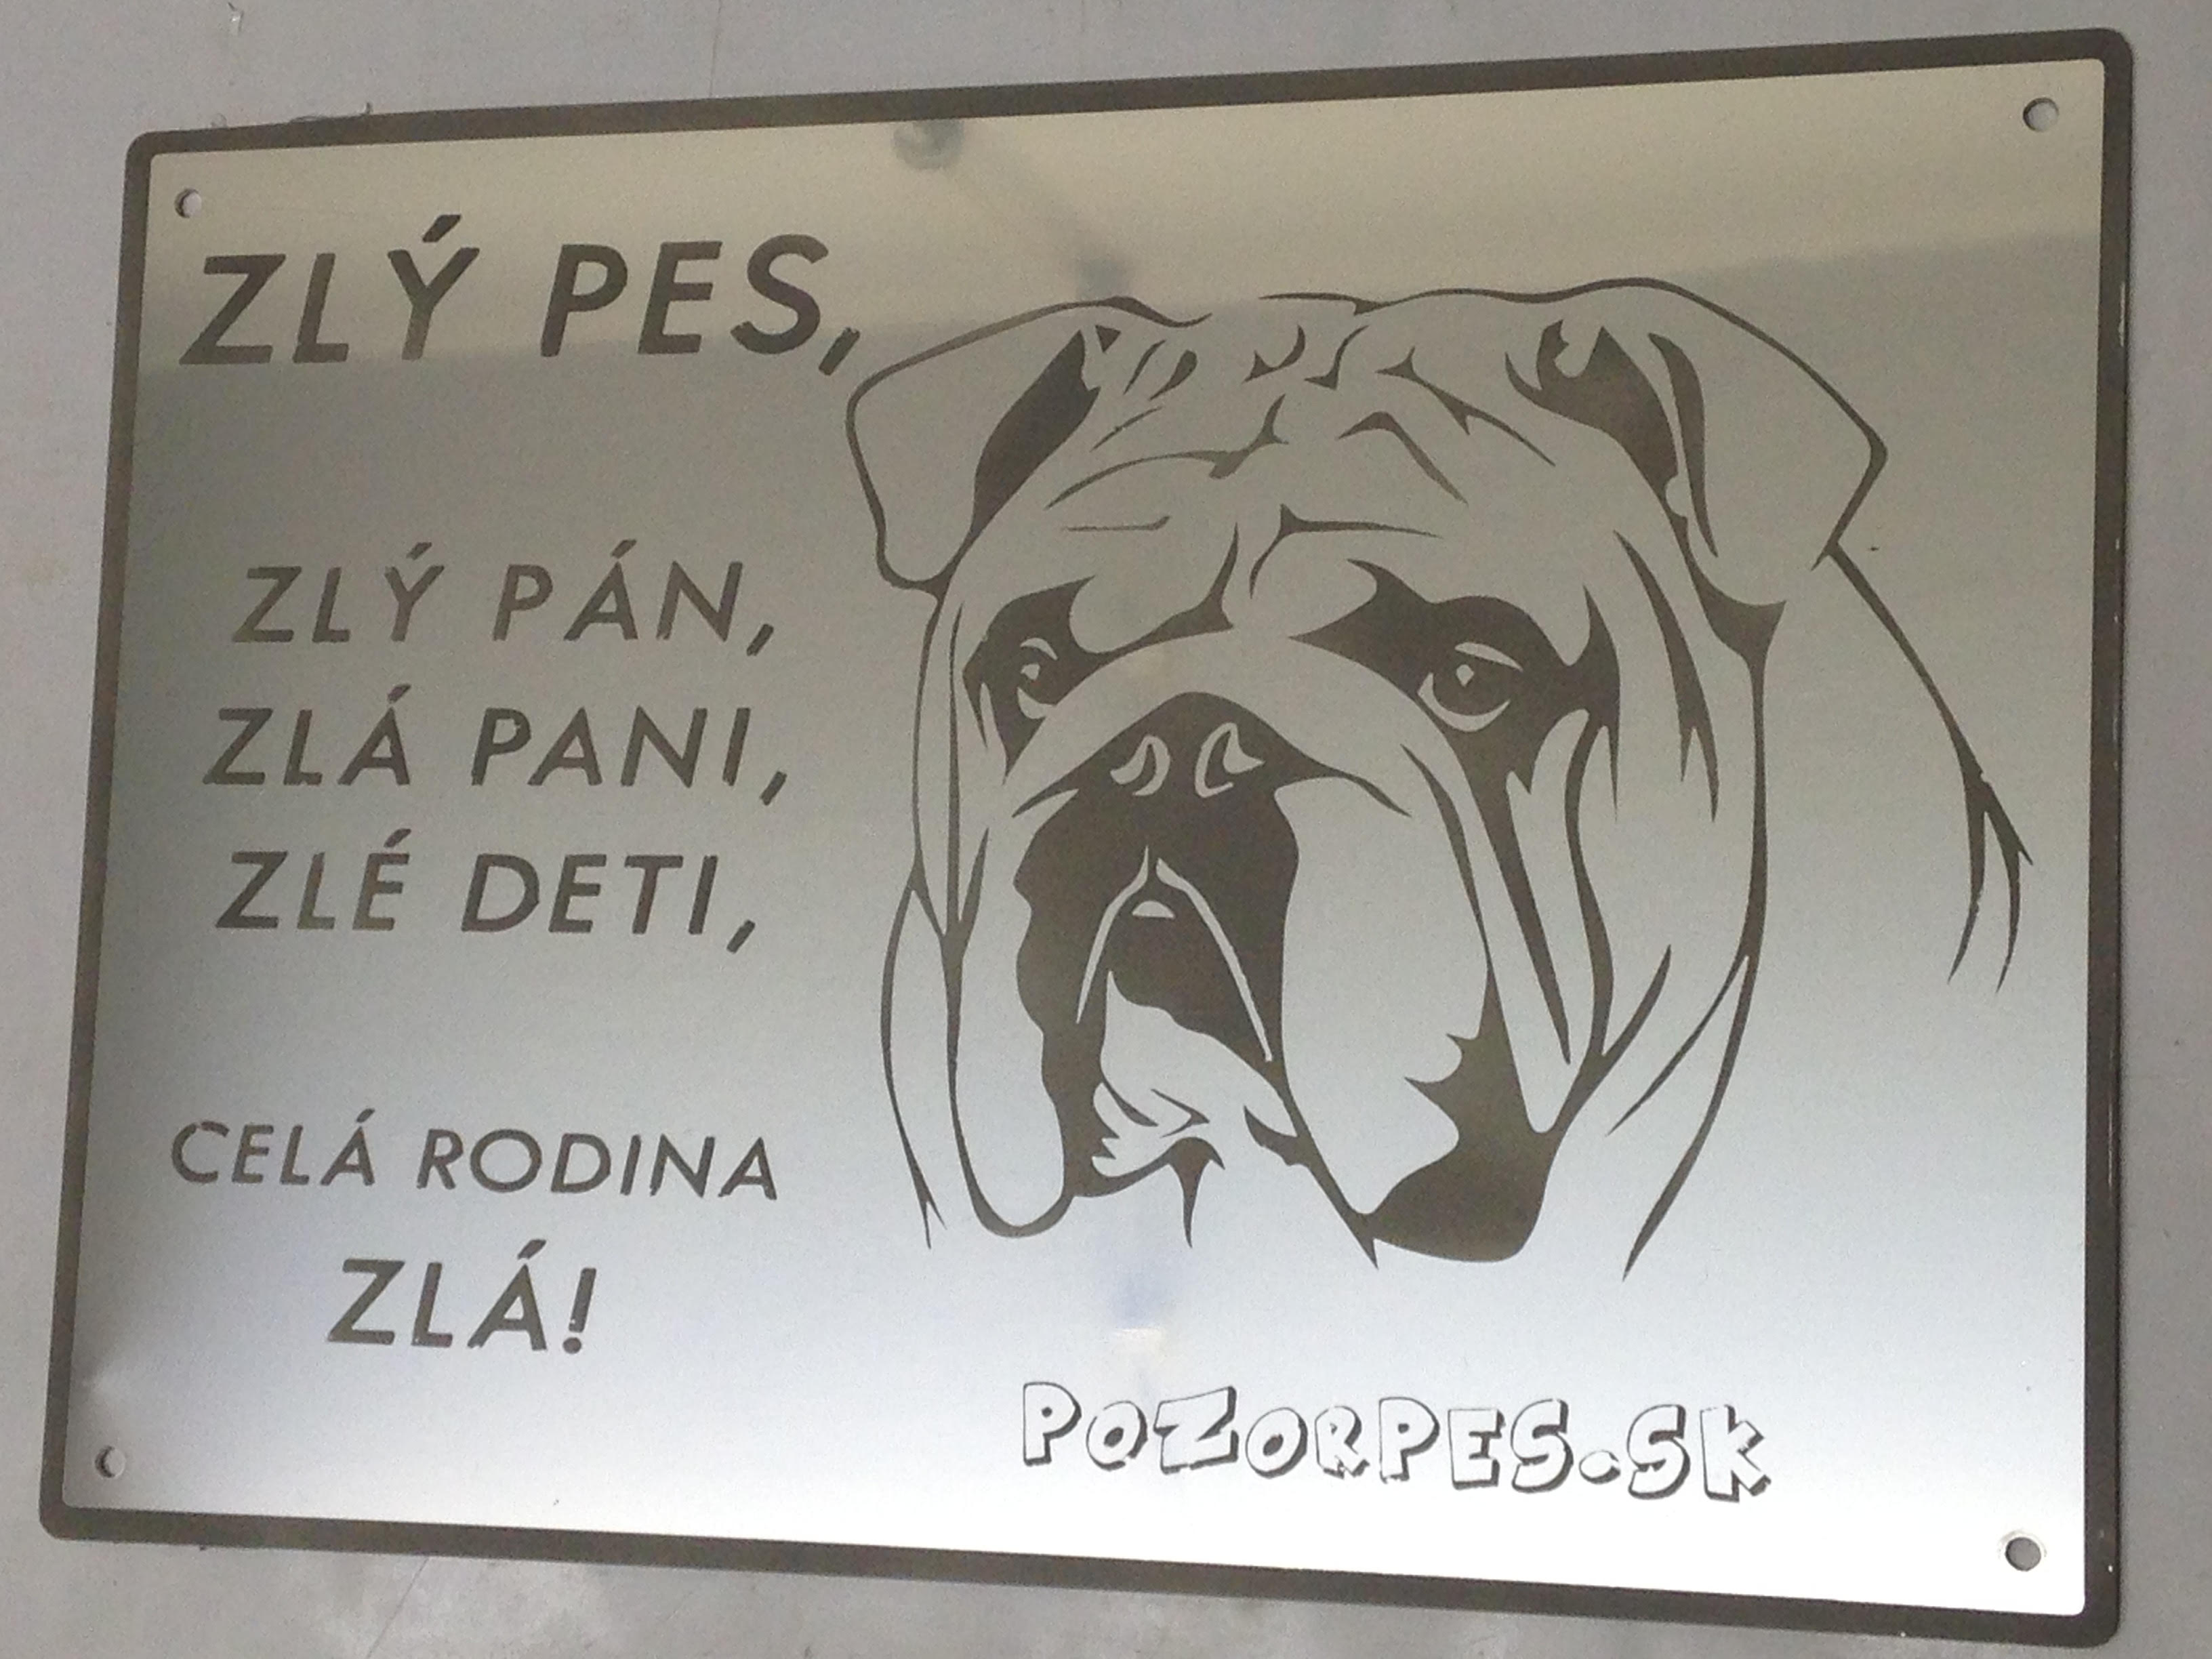 ZLÝ PES,
ZLÝ PÁN,
ZLÁ PANI,
ZLÉ DETI,
CELÁ RODINA
ZLÁ!
POZORPES.SK